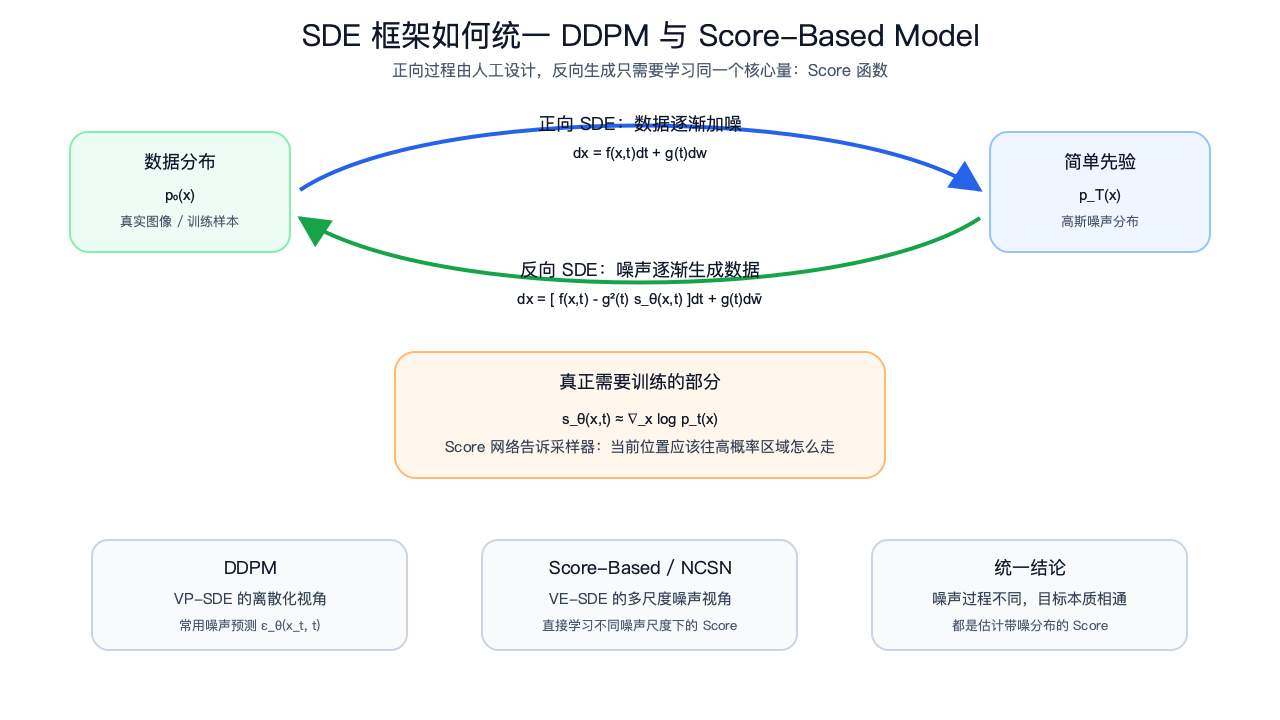 SDE 框架如何统一 DDPM 与 Score-Based Model
正向过程由人工设计，反向生成只需要学习同一个核心量：Score 函数
正向 SDE：数据逐渐加噪
dx = f(x,t)dt + g(t)dw
数据分布
p₀(x)
真实图像 / 训练样本
简单先验
p_T(x)
高斯噪声分布
反向 SDE：噪声逐渐生成数据
dx = [ f(x,t) - g²(t) s_θ(x,t) ]dt + g(t)dw̄
真正需要训练的部分
s_θ(x,t) ≈ ∇_x log p_t(x)
Score 网络告诉采样器：当前位置应该往高概率区域怎么走
DDPM
VP-SDE 的离散化视角
常用噪声预测 ε_θ(x_t, t)
Score-Based / NCSN
VE-SDE 的多尺度噪声视角
直接学习不同噪声尺度下的 Score
统一结论
噪声过程不同，目标本质相通
都是估计带噪分布的 Score